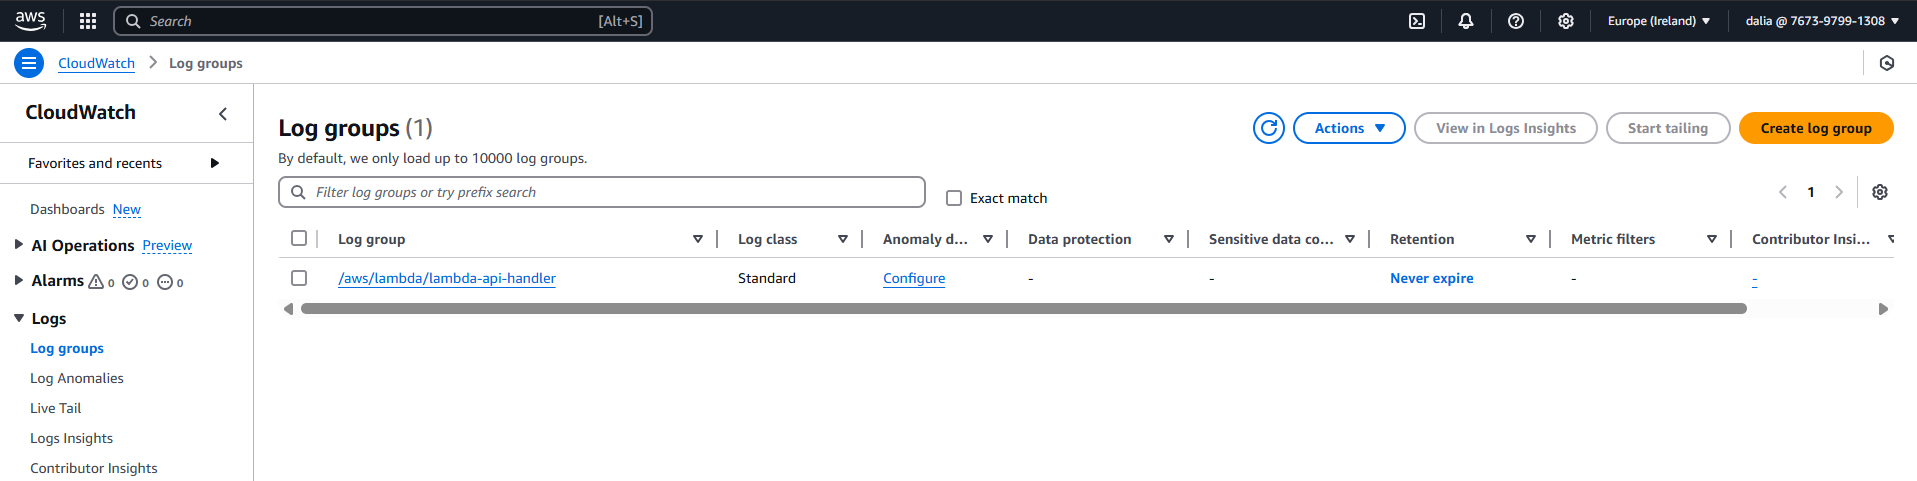 aws Search [Alt+S] Europe (Ireland) dalia @ 7673-9799-1308
CloudWatch Log groups
CloudWatch
Favorites and recents
Dashboards New
AI Operations Preview
Alarms 0 0 0
Logs
Log groups
Log Anomalies
Live Tail
Logs Insights
Contributor Insights
Log groups (1)
Actions View in Logs Insights Start tailing Create log group
By default, we only load up to 10000 log groups.
Filter log groups or try prefix search Exact match 1
Log group Log class Anomaly d... Data protection Sensitive data co... Retention Metric filters Contributor Insi...
/aws/lambda/lambda-api-handler Standard Configure - - Never expire - -